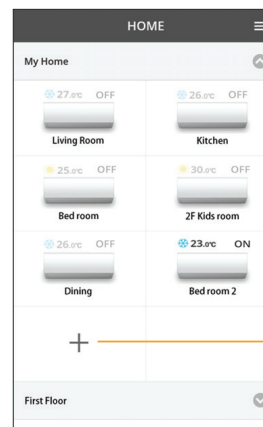 HOME
My Home
27.0℃ OFF
26.0℃ OFF
Living Room
Kitchen
25.0℃ OFF
30.0℃ OFF
Bed room
2F Kids room
26.0℃ OFF
23.0℃ ON
Dining
Bed room 2
+
First Floor